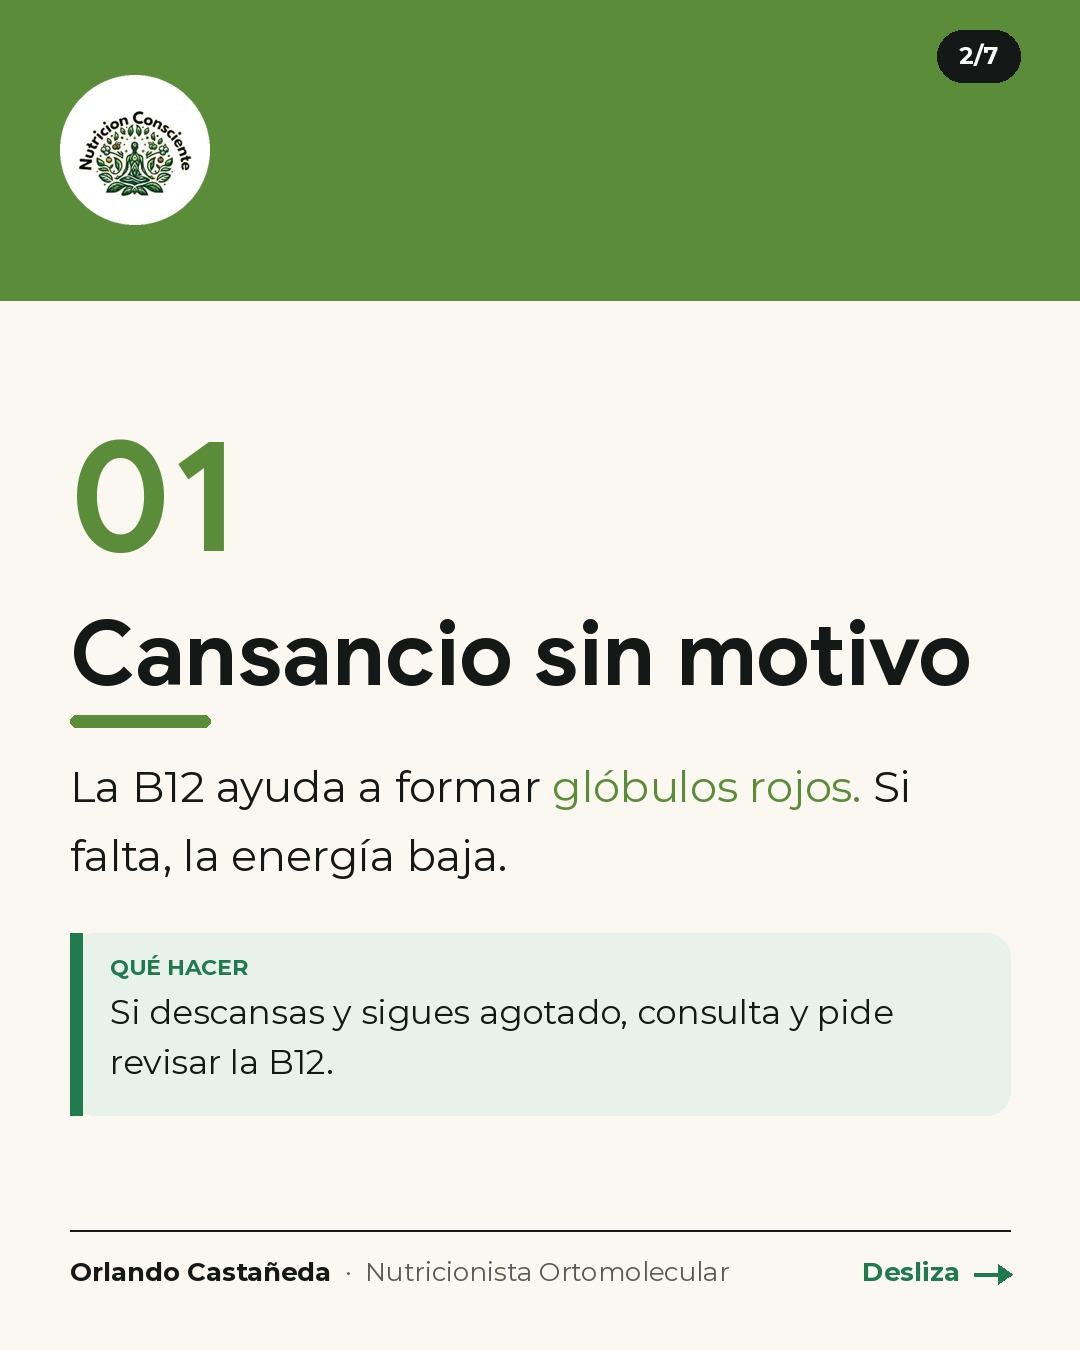 2/7
Nutricion Consciente
01
Cansancio sin motivo
La B12 ayuda a formar glóbulos rojos. Si
falta, la energía baja.
QUÉ HACER
Si descansas y sigues agotado, consulta y pide
revisar la B12.
Orlando Castañeda · Nutricionista Ortomolecular
Desliza